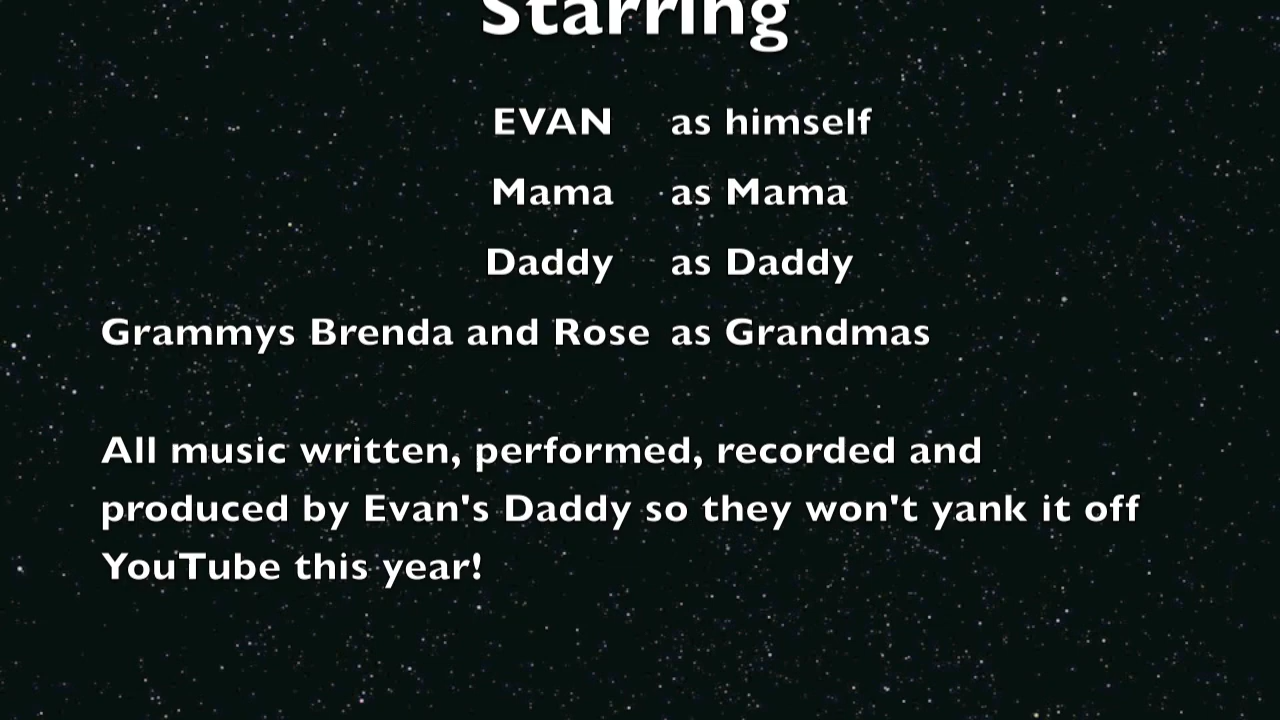 Starring
EVAN as himself
Mama as Mama
Daddy as Daddy
Grammys Brenda and Rose as Grandmas
All music written, performed, recorded and
produced by Evan's Daddy so they won't yank it off
YouTube this year!